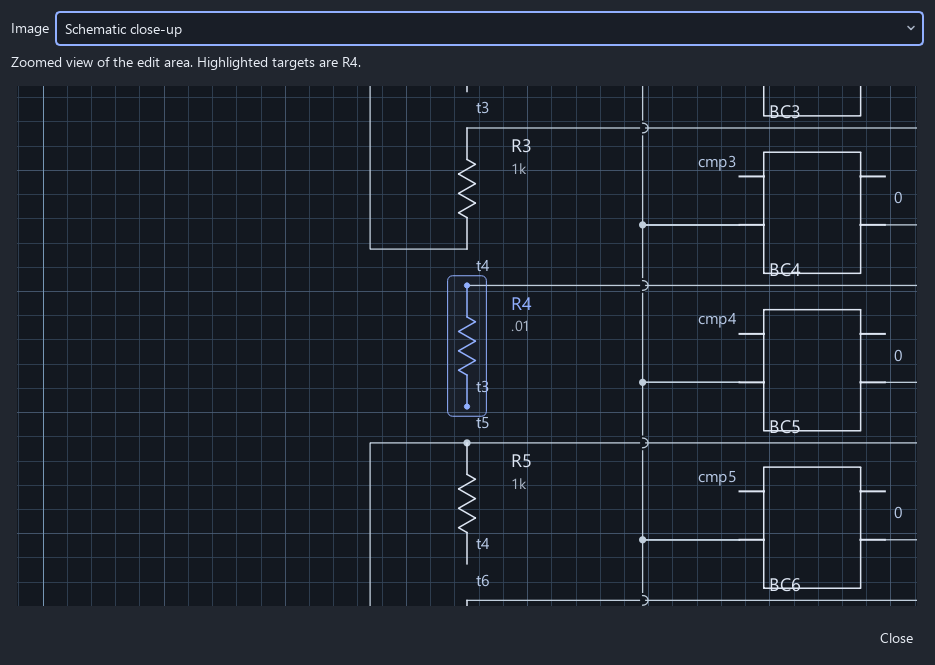 Image
Schematic close-up
Zoomed view of the edit area. Highlighted targets are R4.
t3
BC3
R3
1k
cmp3
0
t4
BC4
R4
.01
cmp4
0
t3
t5
BC5
R5
1k
cmp5
0
t4
t6
BC6
Close